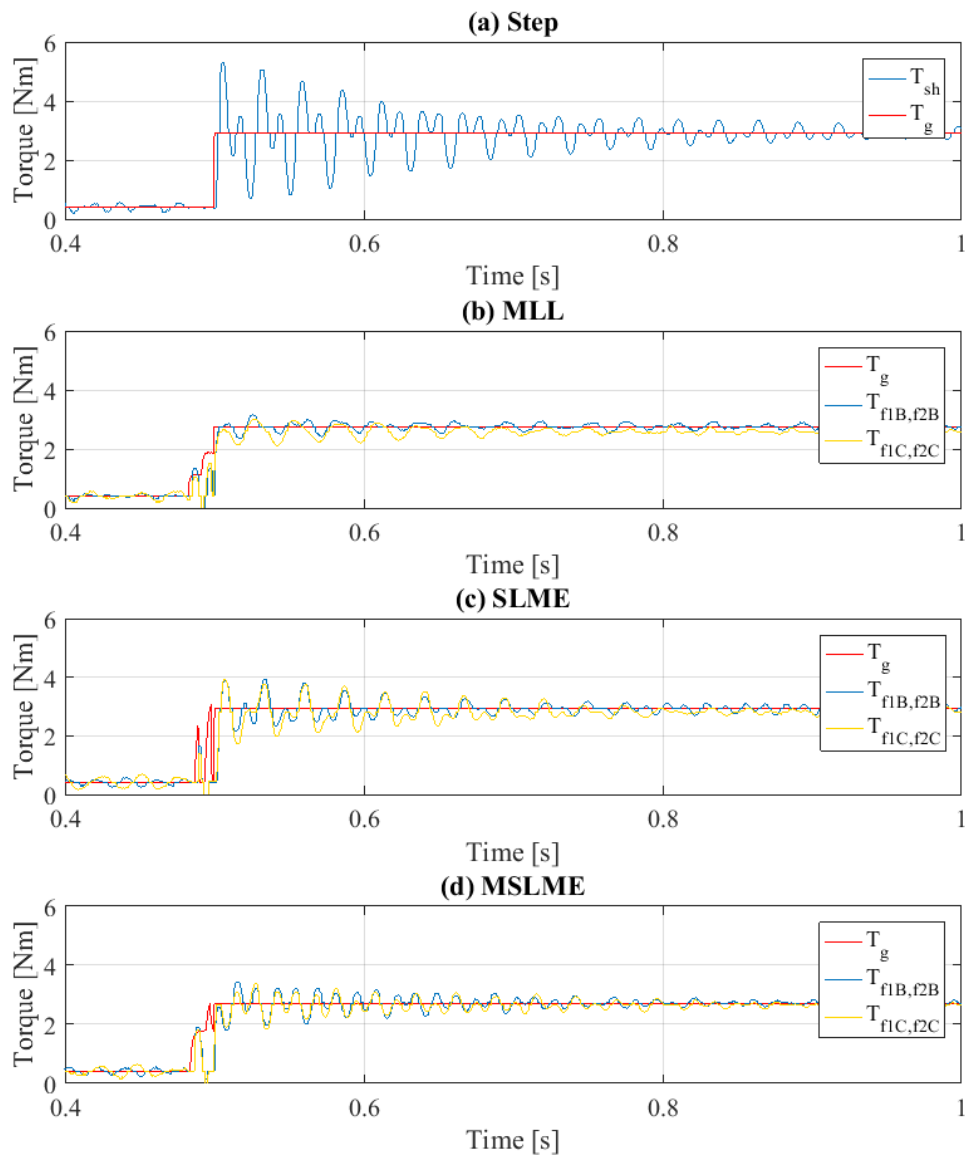 (a) Step
Torque [Nm]
6
4
2
0
T_sh
T_g
0.4 0.6 0.8 1
Time [s]
(b) MLL
Torque [Nm]
6
4
2
0
T_g
T_f1B,f2B
T_f1C,f2C
0.4 0.6 0.8 1
Time [s]
(c) SLME
Torque [Nm]
6
4
2
0
T_g
T_f1B,f2B
T_f1C,f2C
0.4 0.6 0.8 1
Time [s]
(d) MSLME
Torque [Nm]
6
4
2
0
T_g
T_f1B,f2B
T_f1C,f2C
0.4 0.6 0.8 1
Time [s]